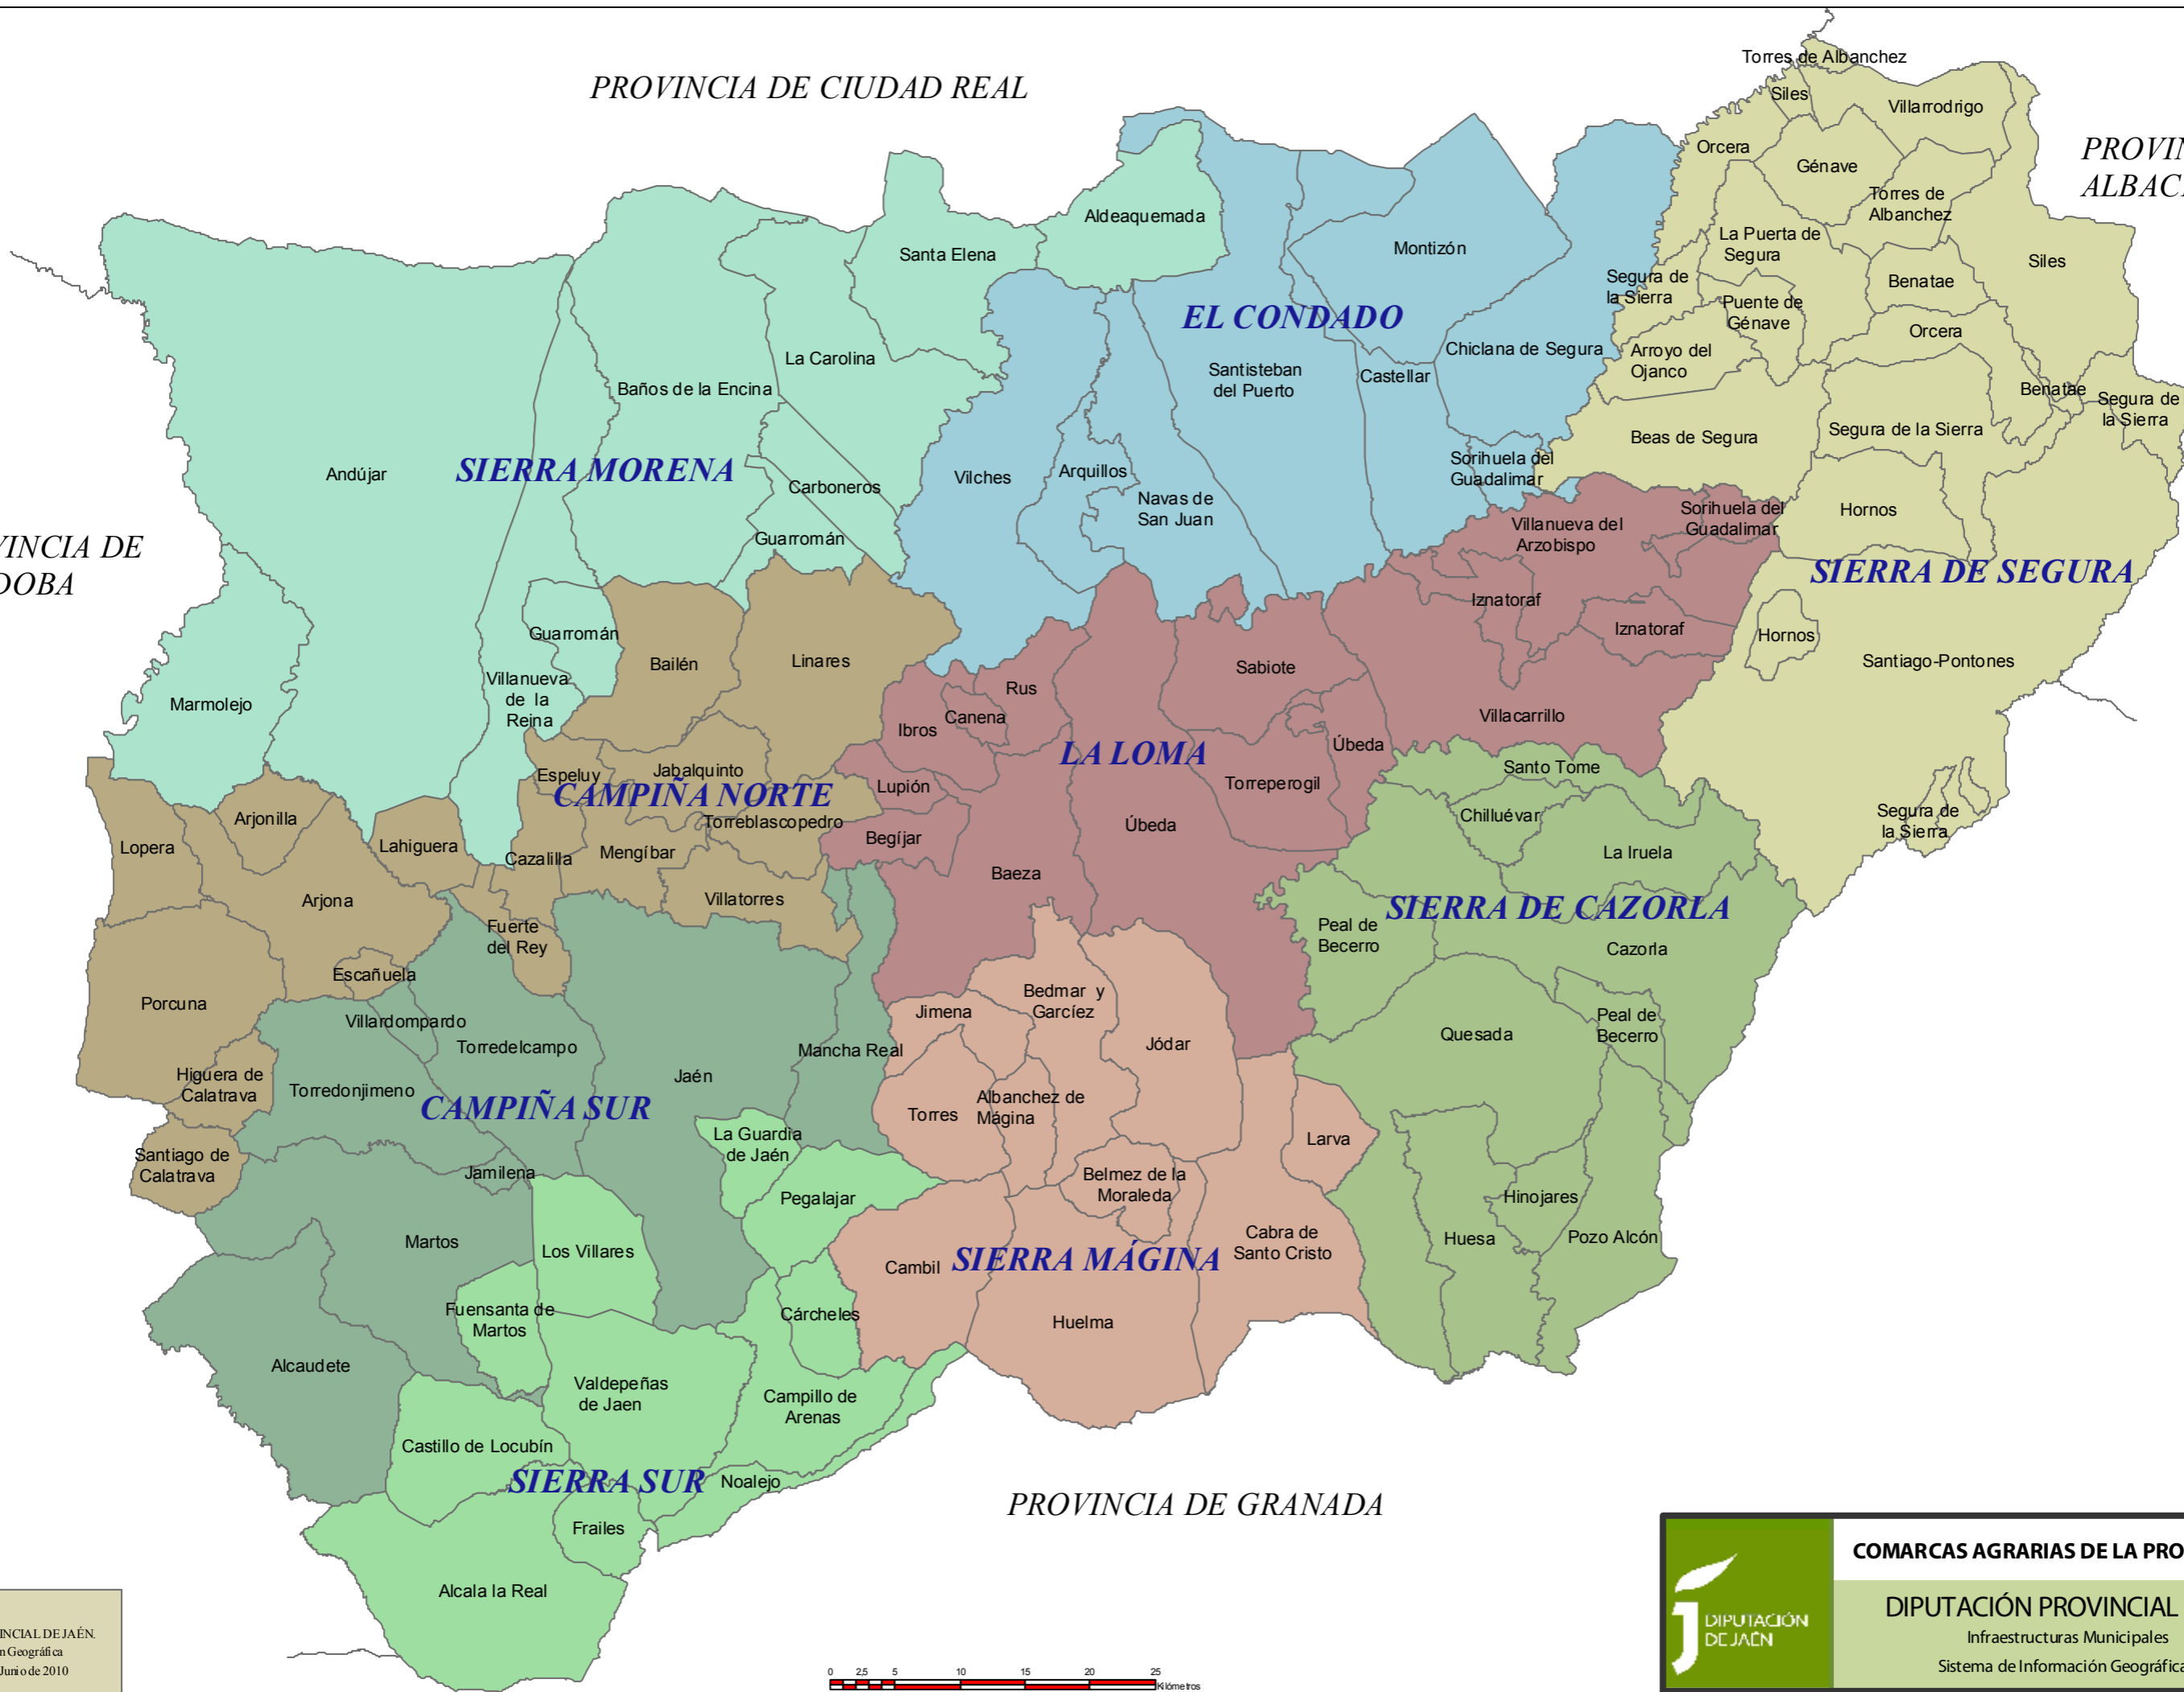 PROVINCIA DE CIUDAD REAL
Torres de Albanchez
Siles
Villarrodrigo
Orcera
Génave
PROVIN
ALBAC
Torres de
Albanchez
Aldeaquemada
Santa Elena
Montizón
La Puerta de
Segura
Siles
Segura de
la Sierra
Benatae
Puente de
Génave
EL CONDADO
Orcera
La Carolina
Chiclana de Segura
Arroyo del
Ojanco
Santisteban
del Puerto
Castellar
Baños de la Encina
Benatae
Segura de
la Sierra
Beas de Segura
Segura de la Sierra
Andújar
SIERRA MORENA
Vilches
Arquillos
Sorihuela del
Guadalimar
Carboneros
Navas de
San Juan
Hornos
Sorihuela del
Guadalimar
Villanueva del
Arzobispo
Guarromán
VINCIA DE
DOBA
SIERRA DE SEGURA
Iznatoraf
Iznatoraf
Guarromán
Hornos
Bailén
Linares
Sabiote
Santiago-Pontones
Villanueva
de la
Reina
Rus
Marmolejo
Canena
Ibros
Villacarrillo
Úbeda
LA LOMA
Santo Tome
Espeluy
Jabalquinto
CAMPIÑA NORTE
Lupión
Torreperogil
Arjonilla
Torreblascopedro
Chilluévar
Segura de
la Sierra
Lopera
Lahiguera
Cazalilla
Mengíbar
Begíjar
Úbeda
La Iruela
Baeza
Arjona
Villatorres
SIERRA DE CAZORLA
Fuerte
del Rey
Peal de
Becerro
Cazorla
Escañuela
Porcuna
Bedmar y
Garcíez
Jimena
Villardompardo
Torredelcampo
Mancha Real
Jódar
Quesada
Peal de
Becerro
Higuera de
Calatrava
Torredonjimeno
Jaén
CAMPIÑA SUR
Torres
Albanchez de
Mágina
La Guardia
de Jaén
Larva
Santiago de
Calatrava
Jamilena
Pegalajar
Belmez de la
Moraleda
Hinojares
Martos
Los Villares
Cabra de
Santo Cristo
Huesa
Pozo Alcón
Cambil
SIERRA MÁGINA
Fuensanta de
Martos
Cárcheles
Huelma
Alcaudete
Valdepeñas
de Jaen
Campillo de
Arenas
Castillo de Locubín
SIERRA SUR
Noalejo
PROVINCIA DE GRANADA
Frailes
Alcala la Real
INCIAL DE JAÉN.
n Geográfica
Junio de 2010
0 2,5 5 10 15 20 25
Kilómetros
DIPUTACIÓN
DE JAÉN
COMARCAS AGRARIAS DE LA PRO
DIPUTACIÓN PROVINCIAL
Infraestructuras Municipales
Sistema de Información Geográfica